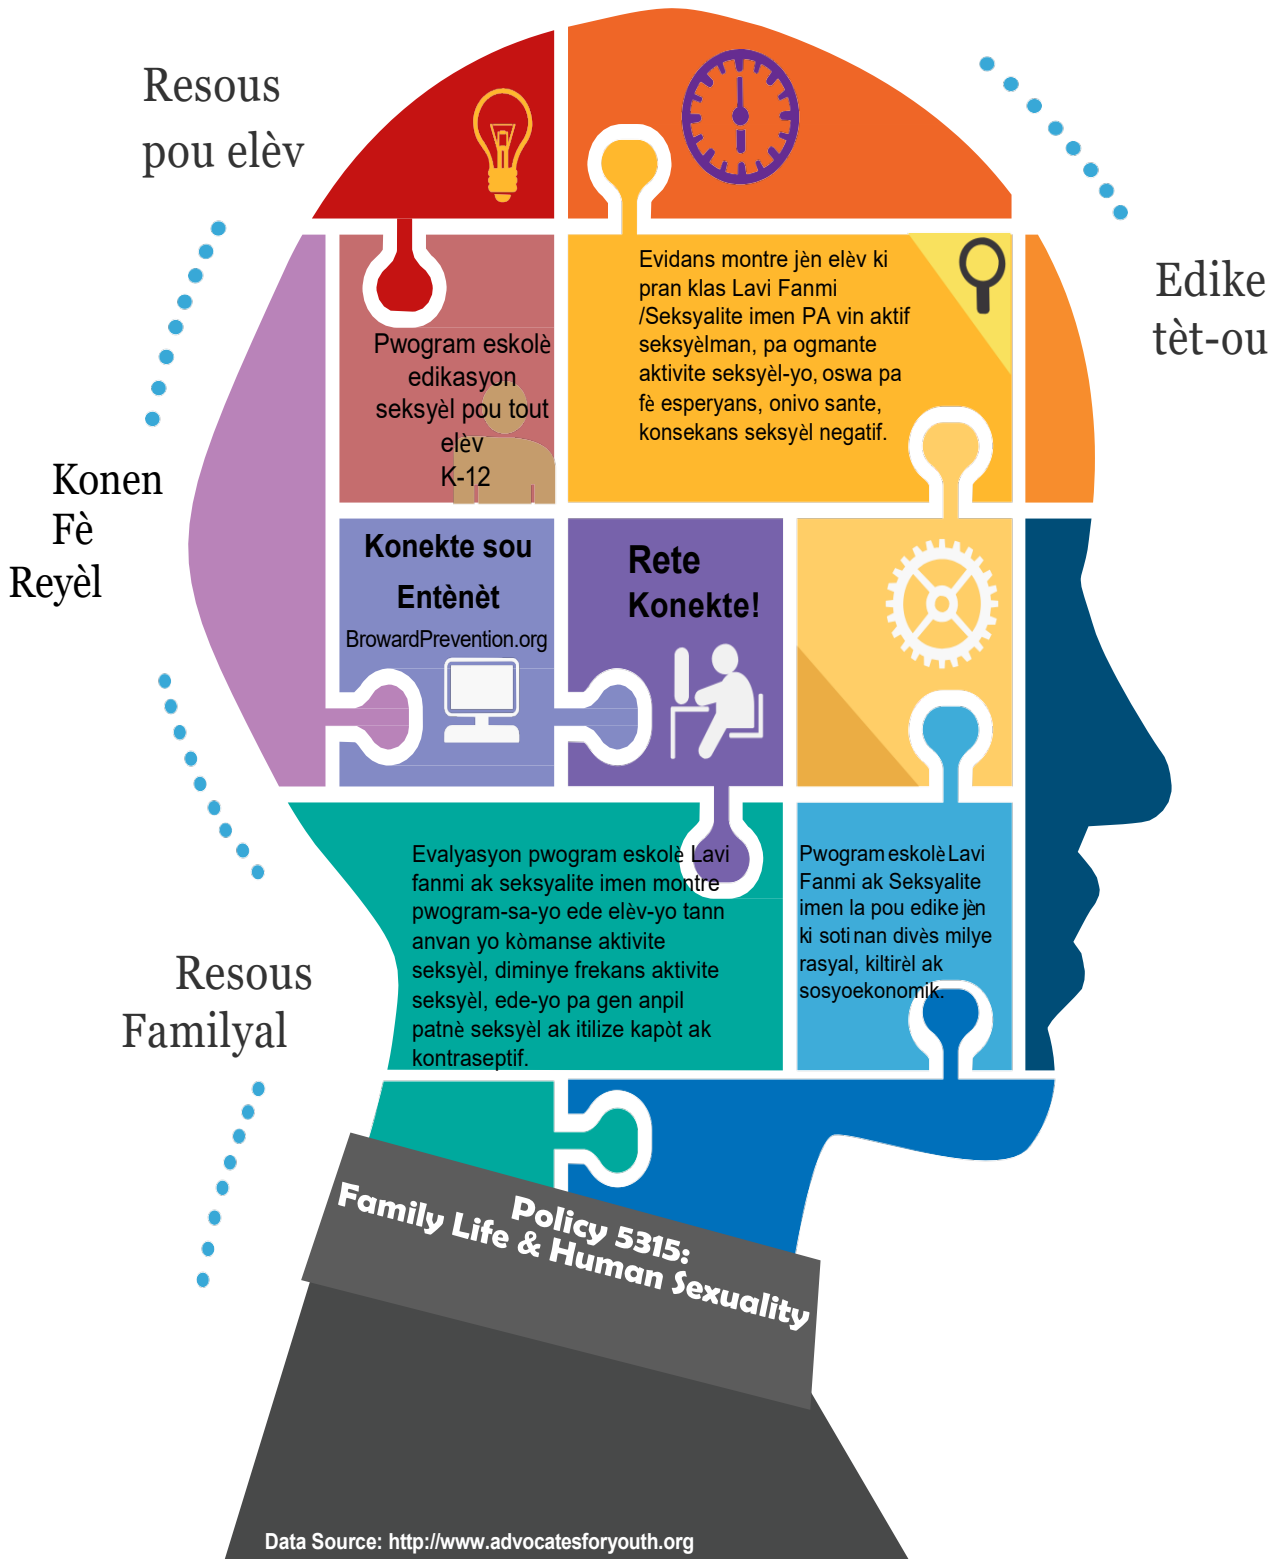 Resous
pou elèv
Edike
tèt-ou
Evidans montre jèn elèv ki
pran klas Lavi Fanmi
/Seksyalite imen PA vin aktif
seksyèlman, pa ogmante
aktivite seksyèl-yo, oswa pa
fè esperyans, onivo sante,
konsekans seksyèl negatif.
Pwogram eskolè
edikasyon
seksyèl pou tout
elèv
K-12
Konen
Fè
Reyèl
Konekte sou
Entènèt
BrowardPrevention.org
Rete
Konekte!
Evalyasyon pwogram eskolè Lavi
fanmi ak seksyalite imen montre
pwogram-sa-yo ede elèv-yo tann
anvan yo kòmanse aktivite
seksyèl, diminye frekans aktivite
seksyèl, ede-yo pa gen anpil
patnè seksyèl ak itilize kapòt ak
kontraseptif.
Pwogram eskolè Lavi
Fanmi ak Seksyalite
imen la pou edike jèn
ki soti nan divès milye
rasyal, kiltirèl ak
sosyoekonomik.
Resous
Familyal
Policy 5315:
Family Life & Human Sexuality
Data Source: http://www.advocatesforyouth.org